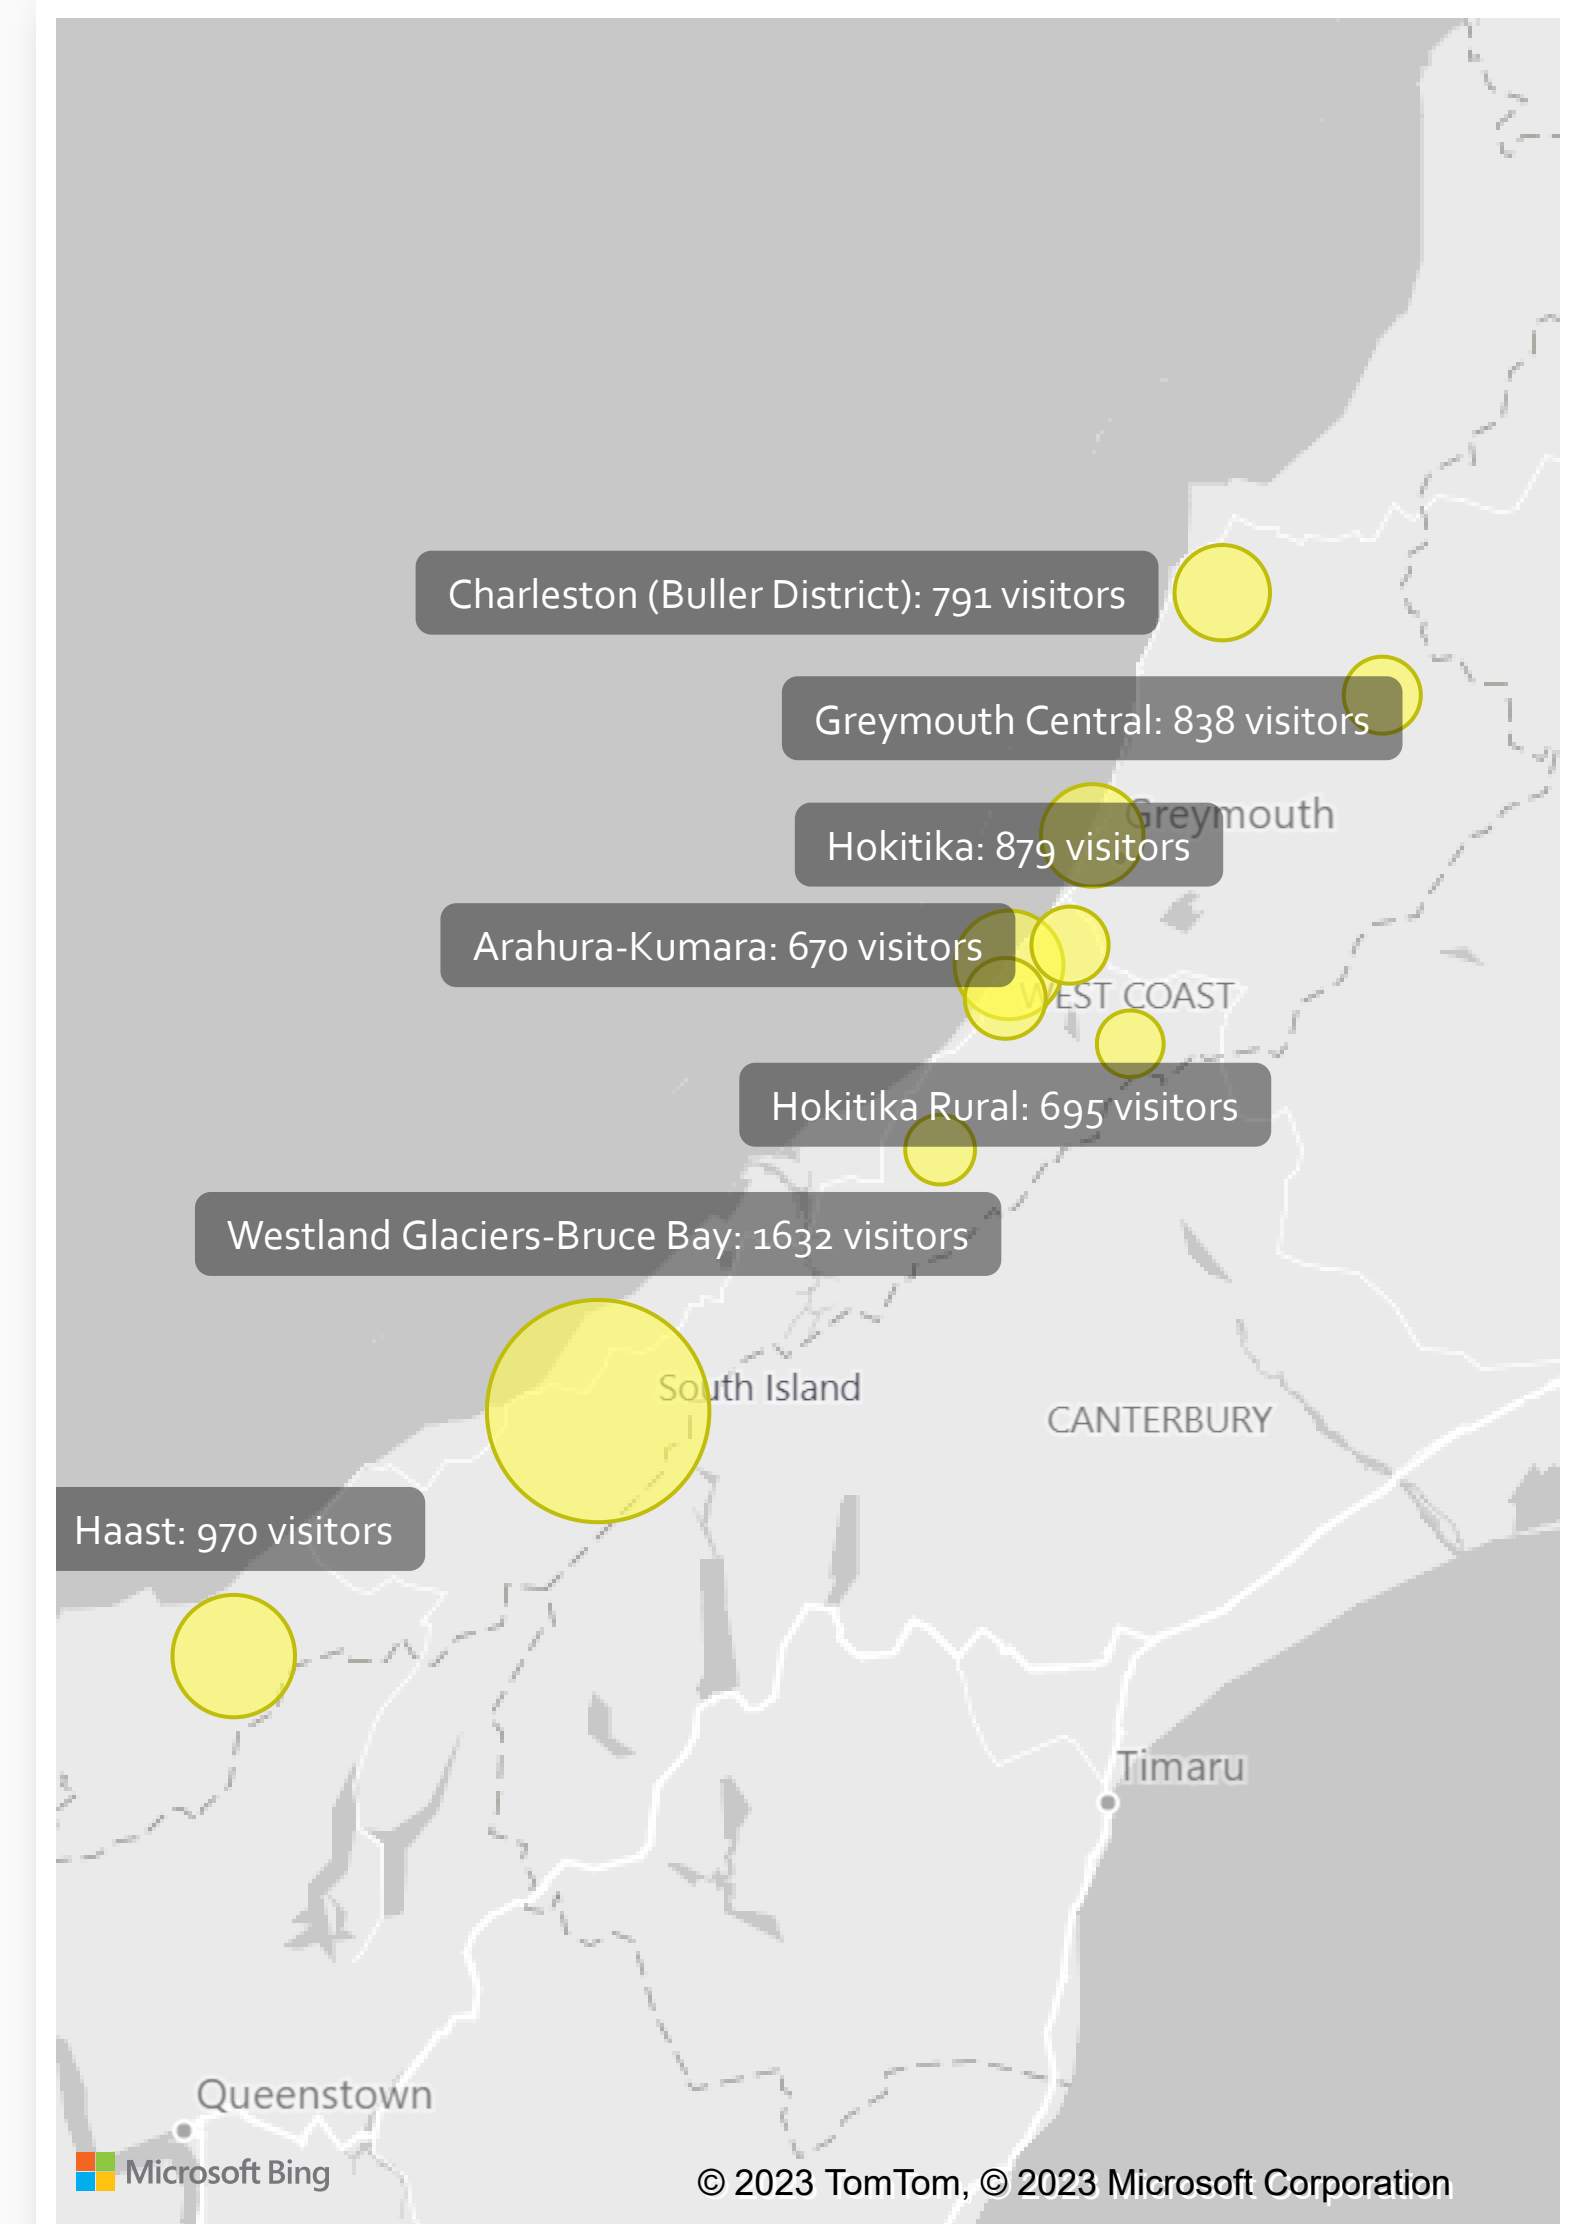 Charleston (Buller District): 791 visitors
Greymouth Central: 838 visitors
Greymouth
Hokitika: 879 visitors
Arahura-Kumara: 670 visitors
WEST COAST
Hokitika Rural: 695 visitors
Westland Glaciers-Bruce Bay: 1632 visitors
South Island
CANTERBURY
Haast: 970 visitors
Timaru
Queenstown
Microsoft Bing
© 2023 TomTom, © 2023 Microsoft Corporation